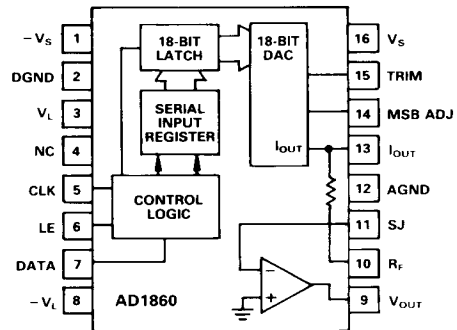 −VS 1
DGND 2
VL 3
NC 4
CLK 5
LE 6
DATA 7
−VL 8
18-BIT
LATCH
SERIAL
INPUT
REGISTER
CONTROL
LOGIC
AD1860
18-BIT
DAC
IOUT
−
+
16 VS
15 TRIM
14 MSB ADJ
13 IOUT
12 AGND
11 SJ
10 RF
9 VOUT